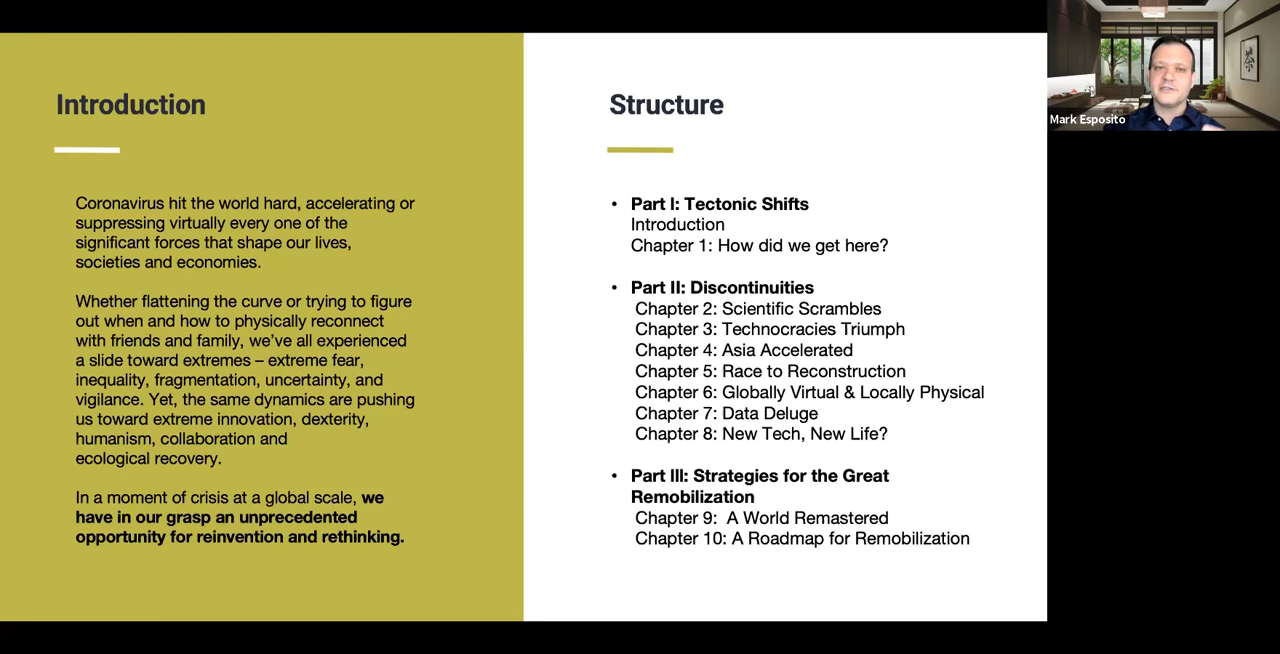 Introduction
Coronavirus hit the world hard, accelerating or
suppressing virtually every one of the
significant forces that shape our lives,
societies and economies.
Whether flattening the curve or trying to figure
out when and how to physically reconnect
with friends and family, we’ve all experienced
a slide toward extremes – extreme fear,
inequality, fragmentation, uncertainty, and
vigilance. Yet, the same dynamics are pushing
us toward extreme innovation, dexterity,
humanism, collaboration and
ecological recovery.
In a moment of crisis at a global scale, we
have in our grasp an unprecedented
opportunity for reinvention and rethinking.
Structure
• Part I: Tectonic Shifts
Introduction
Chapter 1: How did we get here?
• Part II: Discontinuities
Chapter 2: Scientific Scrambles
Chapter 3: Technocracies Triumph
Chapter 4: Asia Accelerated
Chapter 5: Race to Reconstruction
Chapter 6: Globally Virtual & Locally Physical
Chapter 7: Data Deluge
Chapter 8: New Tech, New Life?
• Part III: Strategies for the Great
Remobilization
Chapter 9: A World Remastered
Chapter 10: A Roadmap for Remobilization
Mark Esposito
茶